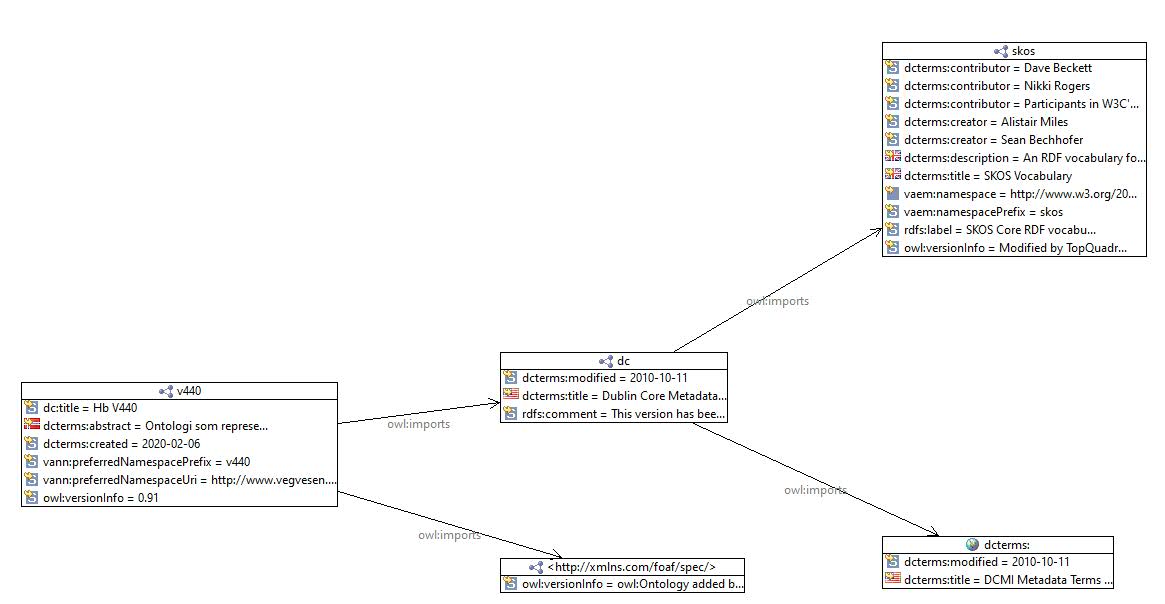 skos
dcterms:contributor = Dave Beckett
dcterms:contributor = Nikki Rogers
dcterms:contributor = Participants in W3C'...
dcterms:creator = Alistair Miles
dcterms:creator = Sean Bechhofer
dcterms:description = An RDF vocabulary fo...
dcterms:title = SKOS Vocabulary
vaem:namespace = http://www.w3.org/20...
vaem:namespacePrefix = skos
rdfs:label = SKOS Core RDF vocabu...
owl:versionInfo = Modified by TopQuadr...
owl:imports
dc
dcterms:modified = 2010-10-11
dcterms:title = Dublin Core Metadata...
rdfs:comment = This version has bee...
v440
dc:title = Hb V440
dcterms:abstract = Ontologi som represe...
dcterms:created = 2020-02-06
vann:preferredNamespacePrefix = v440
vann:preferredNamespaceUri = http://www.vegvesen....
owl:versionInfo = 0.91
owl:imports
owl:imports
owl:imports
<http://xmlns.com/foaf/spec/>
owl:versionInfo = owl:Ontology added b...
dcterms:
dcterms:modified = 2010-10-11
dcterms:title = DCMI Metadata Terms ...